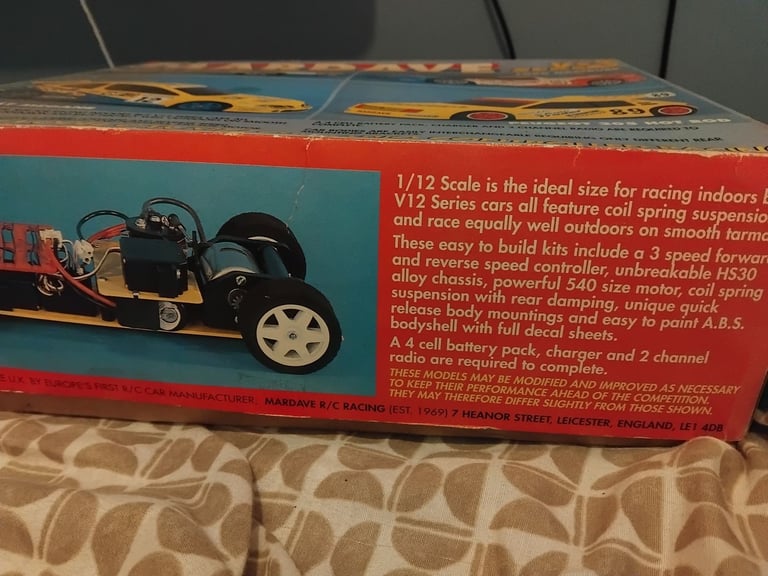 MARDAVE V12
12
89
1/12 Scale is the ideal size for racing indoors
V12 Series cars all feature coil spring
and race equally well outdoors on smooth
These easy to build kits include a 3 speed forward
and reverse speed controller, unbreakable HS30
alloy chassis, powerful 540 size motor, coil spring
suspension with rear damping, unique quick
release body mountings and easy to paint A.B.S.
bodyshell with full decal sheets.
A 4 cell battery pack, charger and 2 channel
radio are required to complete.
THESE MODELS MAY BE MODIFIED AND IMPROVED AS NECESSARY
TO KEEP THEIR PERFORMANCE AHEAD OF THE COMPETITION.
THEY MAY THEREFORE DIFFER SLIGHTLY FROM THOSE SHOWN.
U.K. BY EUROPE'S FIRST R/C CAR MANUFACTURER, MARDAVE R/C RACING (EST. 1969) 7 HEANOR STREET, LEICESTER, ENGLAND, LE1 4DB